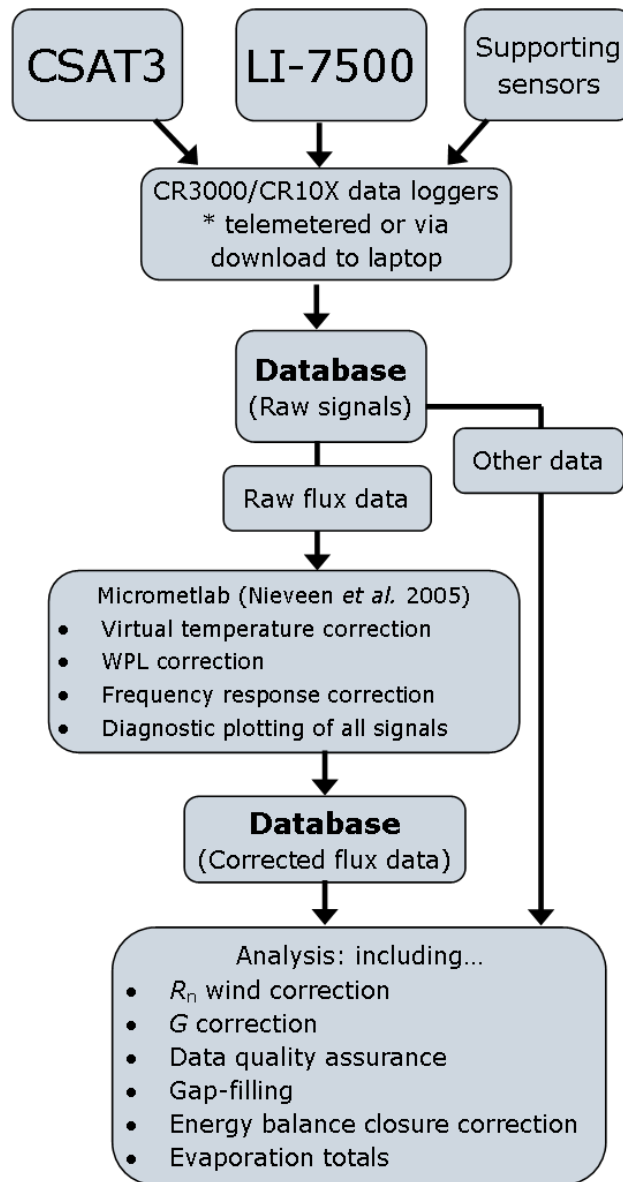 CSAT3
LI-7500
Supporting
sensors
CR3000/CR10X data loggers
* telemetered or via
download to laptop
Database
(Raw signals)
Other data
Raw flux data
Micrometlab (Nieveen et al. 2005)
• Virtual temperature correction
• WPL correction
• Frequency response correction
• Diagnostic plotting of all signals
Database
(Corrected flux data)
Analysis: including...
• Rn wind correction
• G correction
• Data quality assurance
• Gap-filling
• Energy balance closure correction
• Evaporation totals